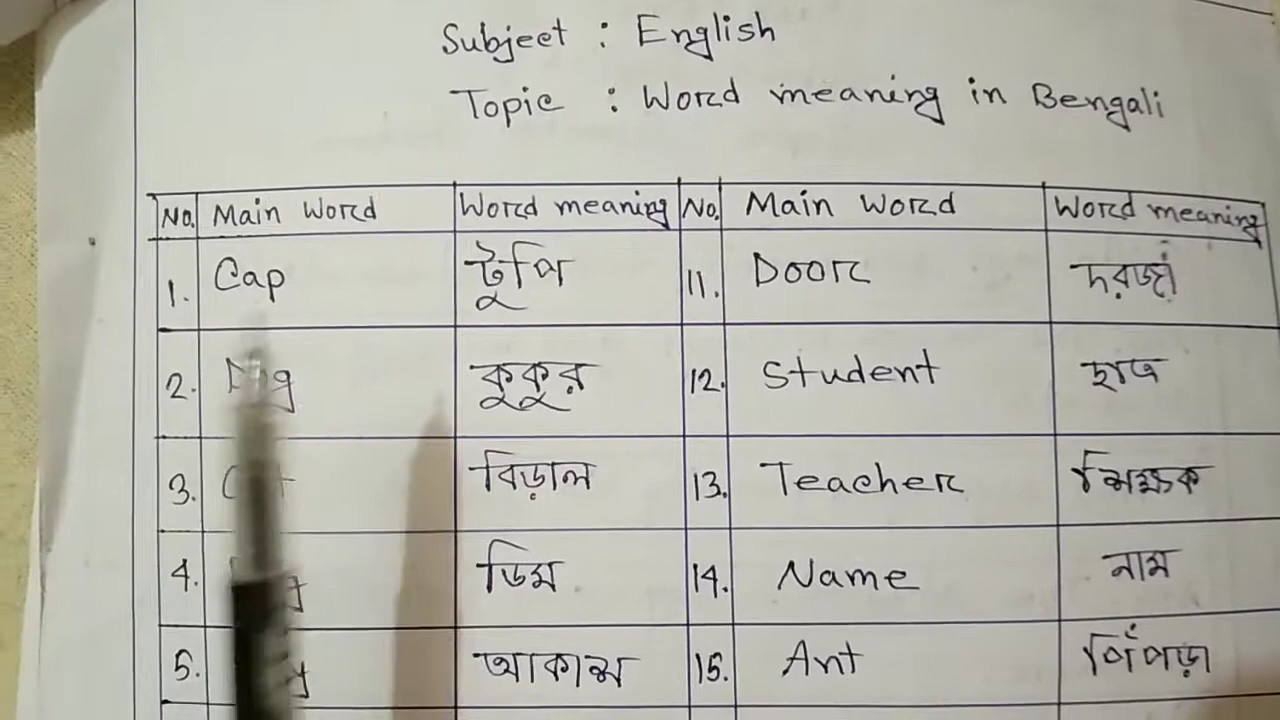 Subject : English
Topic : Word meaning in Bengali
No. Main Word Word meaning No. Main Word Word meaning
1. Cap টুপি 11. Door দরজা
2. Dog কুকুর 12. Student ছাত্র
3. বিড়াল 13. Teacher শিক্ষক
4. ডিম 14. Name নাম
5. আকাশ 15. Ant পিঁপড়া